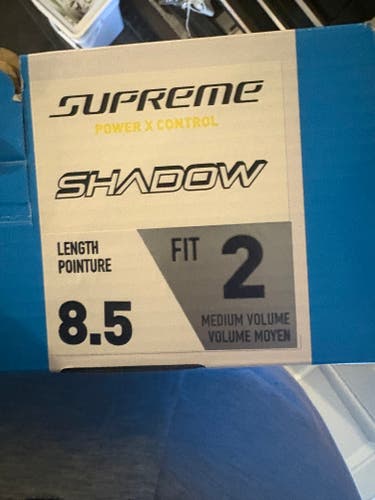 SUPREME
POWER X CONTROL
SHADOW
LENGTH
POINTURE
8.5
FIT 2
MEDIUM VOLUME
VOLUME MOYEN